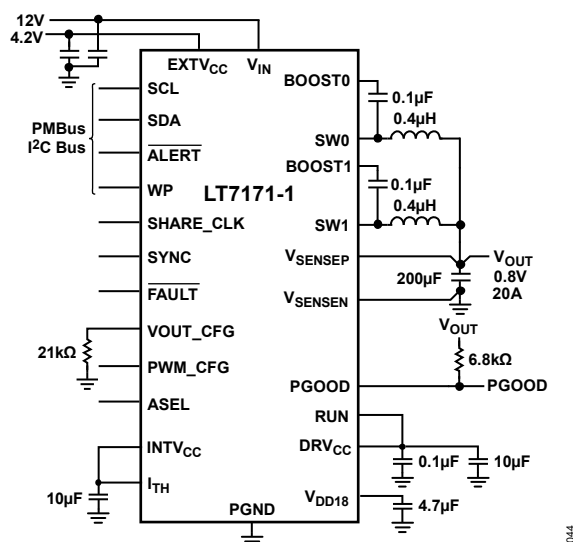 12V
4.2V
EXTVCC
VIN
SCL
SDA
ALERT
WP
PMBus
I2C Bus
SHARE_CLK
SYNC
FAULT
VOUT_CFG
21kΩ
PWM_CFG
ASEL
INTVCC
ITH
10µF
PGND
LT7171-1
BOOST0
0.1µF
0.4µH
SW0
BOOST1
0.1µF
0.4µH
SW1
VSENSEP
VOUT
0.8V
20A
200µF
VSENSEN
VOUT
6.8kΩ
PGOOD
PGOOD
RUN
DRVCC
0.1µF
10µF
VDD18
4.7µF
044